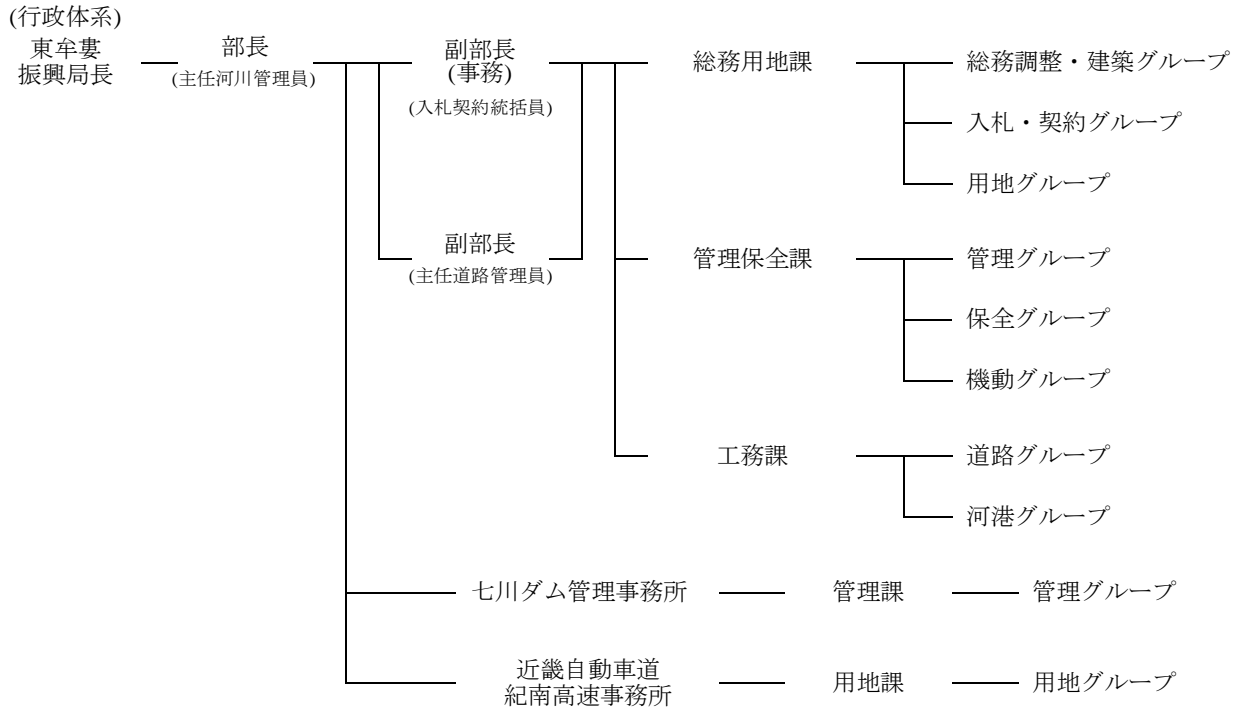 (行政体系)
東牟婁
振興局長
部長
(主任河川管理員)
副部長
(事務)
(入札契約統括員)
総務用地課
総務調整・建築グループ
入札・契約グループ
用地グループ
副部長
(主任道路管理員)
管理保全課
管理グループ
保全グループ
機動グループ
工務課
道路グループ
河港グループ
七川ダム管理事務所
管理課
管理グループ
近畿自動車道
紀南高速事務所
用地課
用地グループ